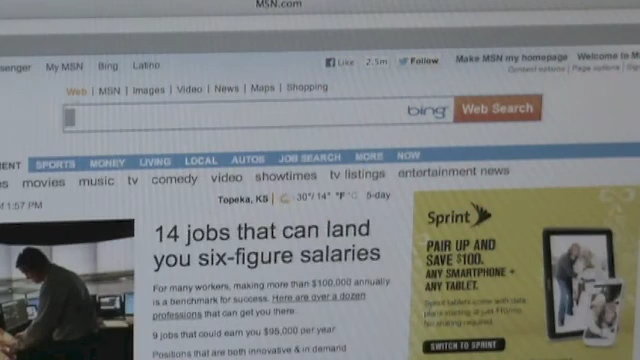 MSN.com
senger My MSN Bing Latino
Like 2.5m Follow Make MSN my homepage Welcome to M
Content options | Page options | Sign
Web | MSN | Images | Video | News | Maps | Shopping
bing Web Search
ENT SPORTS MONEY LIVING LOCAL AUTOS JOB SEARCH MORE NOW
es movies music tv comedy video showtimes tv listings entertainment news
of 1:57 PM
Topeka, KS | 30°/14° °F °C 5-day
14 jobs that can land
you six-figure salaries
For many workers, making more than $100,000 annually
is a benchmark for success. Here are over a dozen
professions that can get you there.
9 jobs that could earn you $95,000 per year
Positions that are both innovative & in demand
Sprint
PAIR UP AND
SAVE $100.
ANY SMARTPHONE +
ANY TABLET.
Sprint tablets come with data
plans starting at just
No sharing required.
SWITCH TO SPRINT